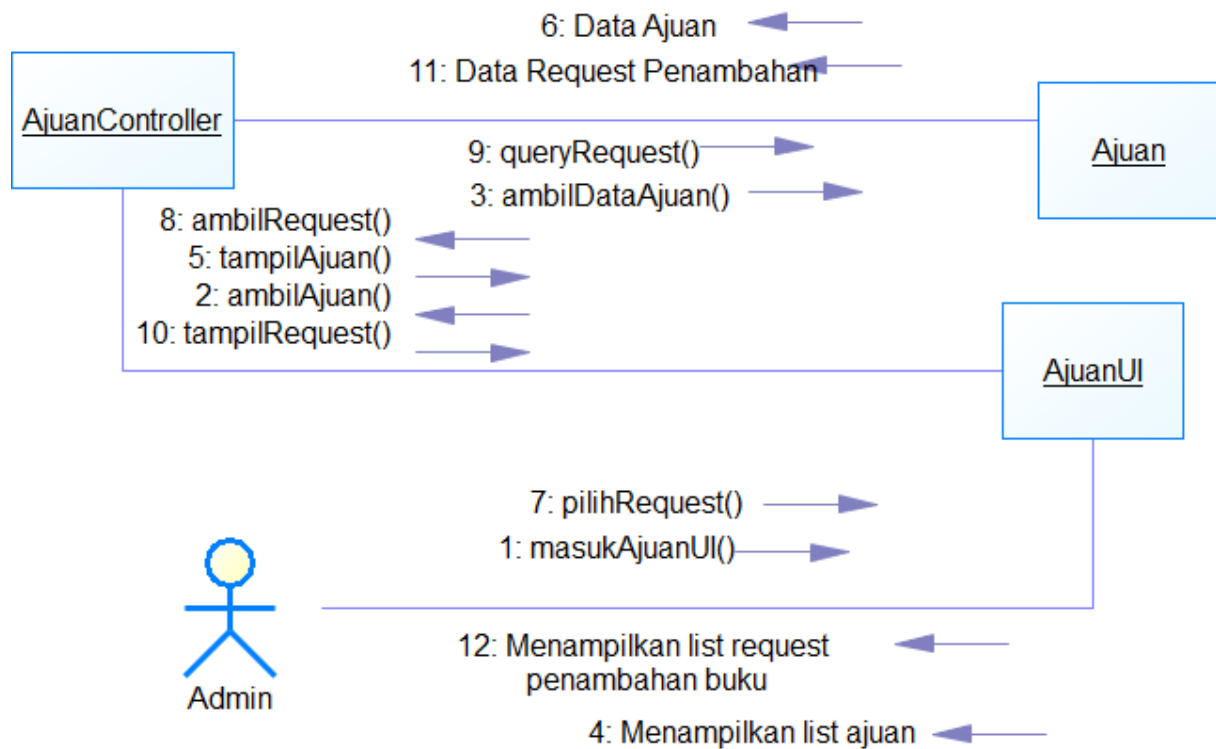 6: Data Ajuan
11: Data Request Penambahan
AjuanController
Ajuan
9: queryRequest()
3: ambilDataAjuan()
8: ambilRequest()
5: tampilAjuan()
2: ambilAjuan()
10: tampilRequest()
AjuanUI
7: pilihRequest()
1: masukAjuanUI()
12: Menampilkan list request
penambahan buku
Admin
4: Menampilkan list ajuan